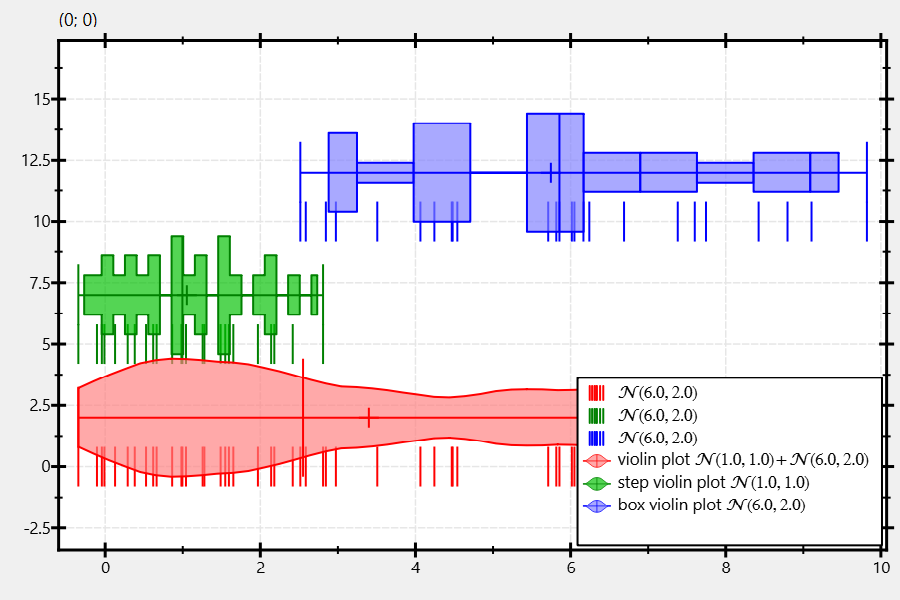 (0; 0)
15
12.5
10
7.5
5
2.5
0
-2.5
0 2 4 6 8 10
𝒩(6.0, 2.0)
𝒩(6.0, 2.0)
𝒩(6.0, 2.0)
violin plot 𝒩(1.0, 1.0)+𝒩(6.0, 2.0)
step violin plot 𝒩(1.0, 1.0)
box violin plot 𝒩(6.0, 2.0)